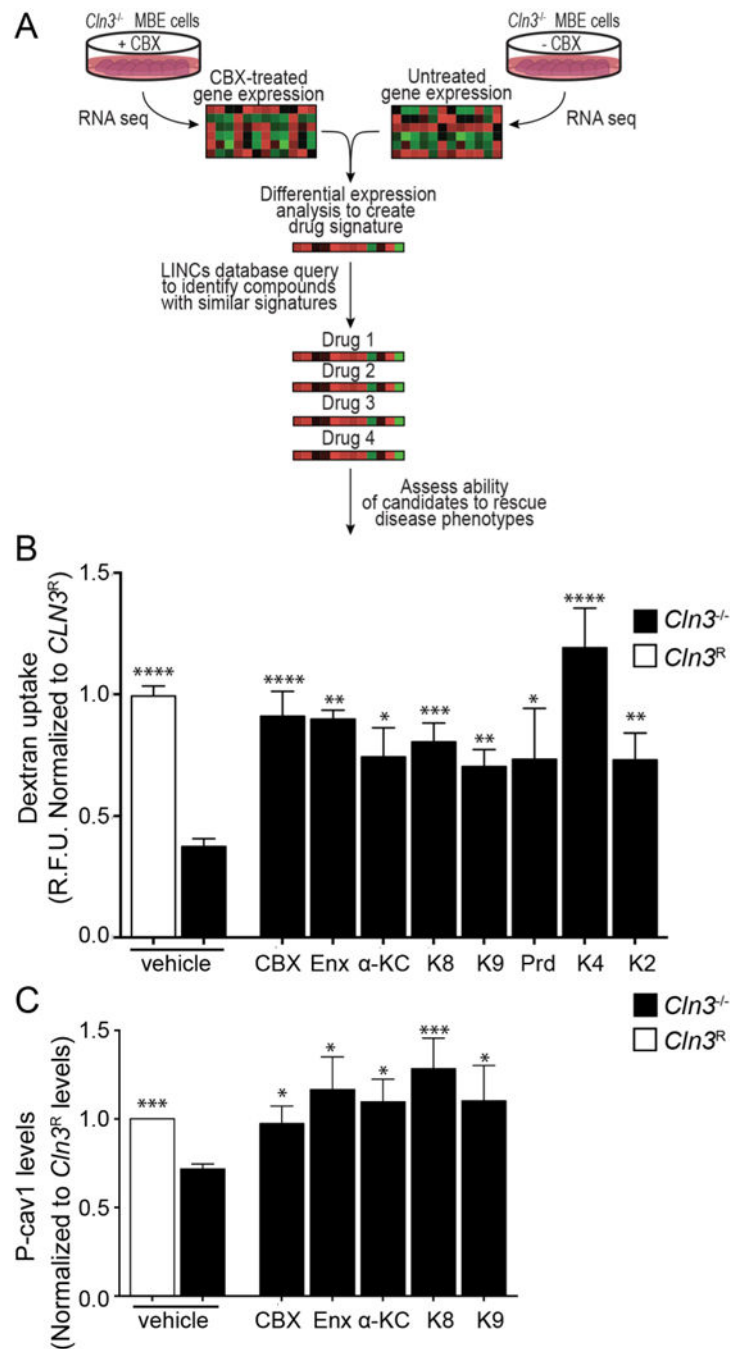 A
Cln3-/- MBE cells
+ CBX
Cln3-/- MBE cells
- CBX
CBX-treated
gene expression
Untreated
gene expression
RNA seq
RNA seq
Differential expression
analysis to create
drug signature
LINCs database query
to identify compounds
with similar signatures
Drug 1
Drug 2
Drug 3
Drug 4
Assess ability
of candidates to rescue
disease phenotypes
B
Dextran uptake
(R.F.U. Normalized to CLN3R)
1.5
1.0
0.5
0.0
**** **** ** * *** ** * **** **
Cln3-/-
Cln3R
vehicle CBX Enx α-KC K8 K9 Prd K4 K2
C
P-cav1 levels
(Normalized to Cln3R levels)
1.5
1.0
0.5
0.0
*** * * * *** *
Cln3-/-
Cln3R
vehicle CBX Enx α-KC K8 K9